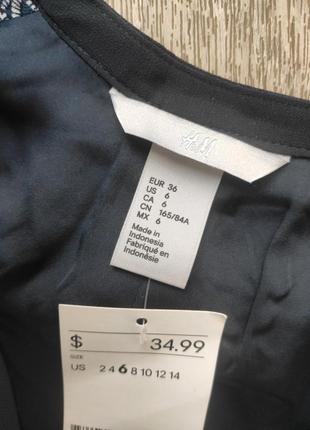 H&M
EUR 36
US 6
CA 6
CN 165/84A
MX 6
Made in
Indonesia
Fabriqué en
Indonésie
$ 34.99
SIZE
US 2 4 6 8 10 12 14